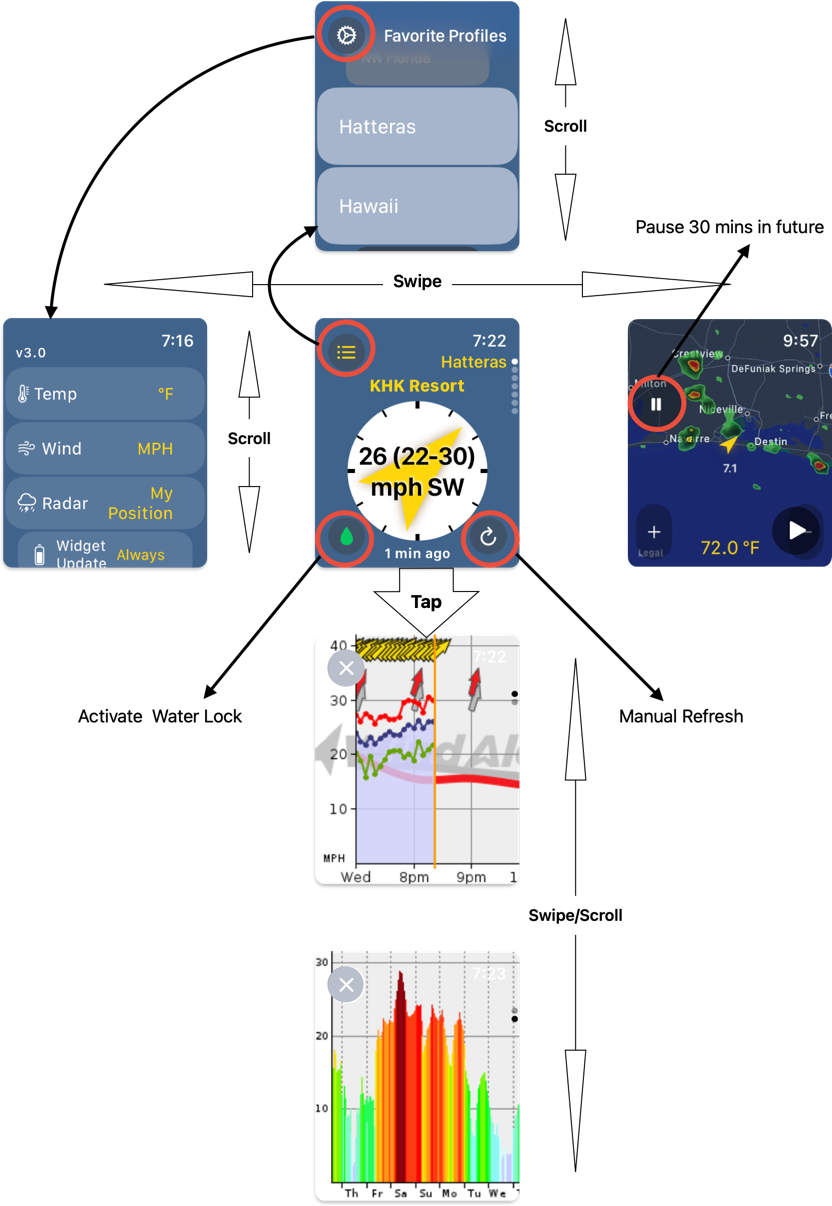 Favorite Profiles
NW Florida
Hatteras
Hawaii
Scroll
Pause 30 mins in future
Swipe
7:16
v3.0
Temp °F
Wind MPH
Radar My
Position
Widget
Update Always
Scroll
7:22
Hatteras
KHK Resort
26 (22-30)
mph SW
1 min ago
9:57
Crestview
DeFuniak Springs
Milton
Niceville
Navarre
Destin
7.1
72.0 °F
Legal
Tap
Activate Water Lock
Manual Refresh
7:22
40
30
20
10
MPH
Wed 8pm 9pm 1
Swipe/Scroll
7:23
30
20
10
Th Fr Sa Su Mo Tu We